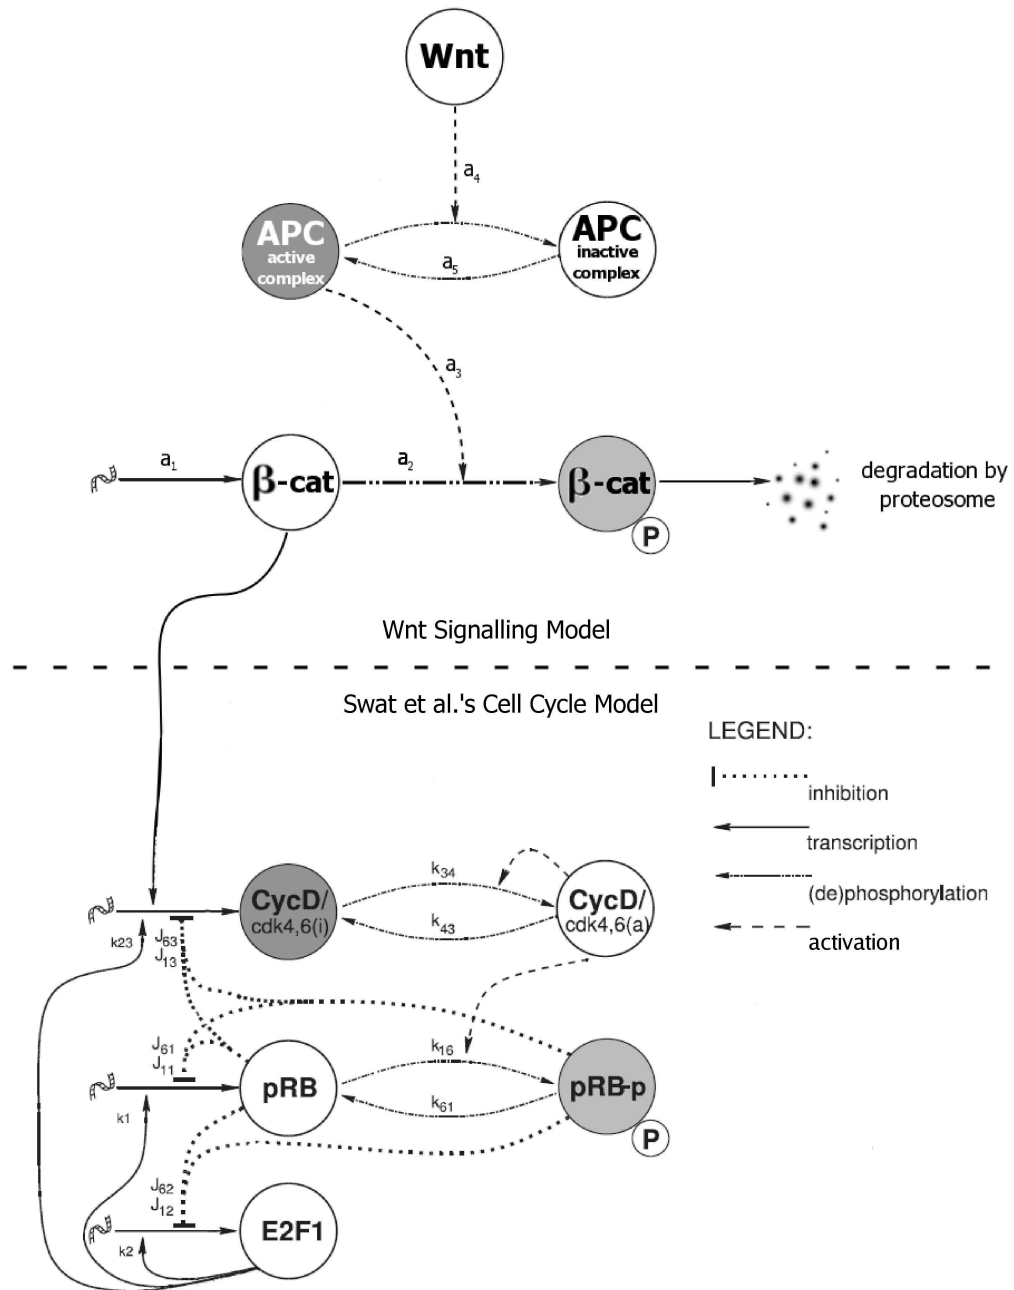 Wnt
a4
APC
active
complex
APC
inactive
complex
a5
a3
a1
β-cat
a2
β-cat
P
degradation by
proteosome
Wnt Signalling Model
Swat et al.'s Cell Cycle Model
LEGEND:
inhibition
transcription
(de)phosphorylation
activation
CycD/
cdk4,6(i)
k34
k43
CycD/
cdk4,6(a)
k23
J63
J13
J61
J11
k1
pRB
k16
k61
pRB-p
P
J62
J12
k2
E2F1